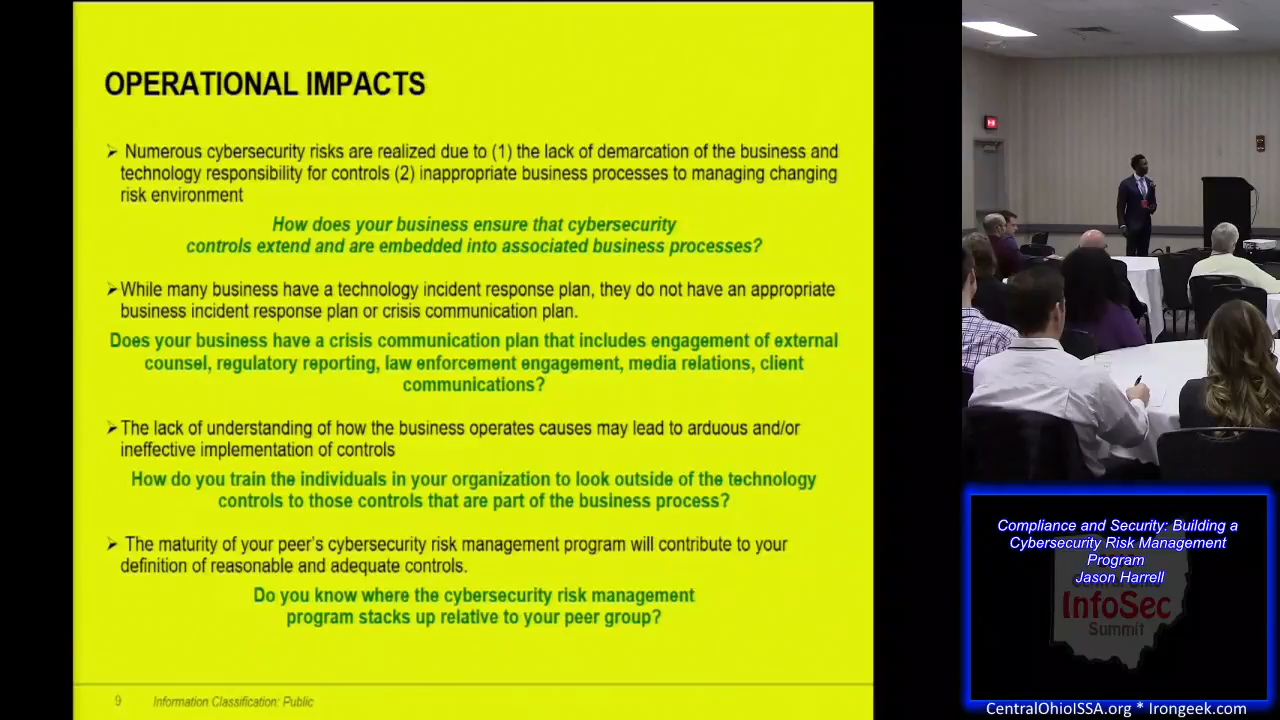 OPERATIONAL IMPACTS
➢ Numerous cybersecurity risks are realized due to (1) the lack of demarcation of the business and
technology responsibility for controls (2) inappropriate business processes to managing changing
risk environment
How does your business ensure that cybersecurity
controls extend and are embedded into associated business processes?
➢ While many business have a technology incident response plan, they do not have an appropriate
business incident response plan or crisis communication plan.
Does your business have a crisis communication plan that includes engagement of external
counsel, regulatory reporting, law enforcement engagement, media relations, client
communications?
➢ The lack of understanding of how the business operates causes may lead to arduous and/or
ineffective implementation of controls
How do you train the individuals in your organization to look outside of the technology
controls to those controls that are part of the business process?
➢ The maturity of your peer's cybersecurity risk management program will contribute to your
definition of reasonable and adequate controls.
Do you know where the cybersecurity risk management
program stacks up relative to your peer group?
9 Information Classification: Public
Compliance and Security: Building a
Cybersecurity Risk Management
Program
Jason Harrell
InfoSec
Summit
CentralOhioISSA.org * Irongeek.com